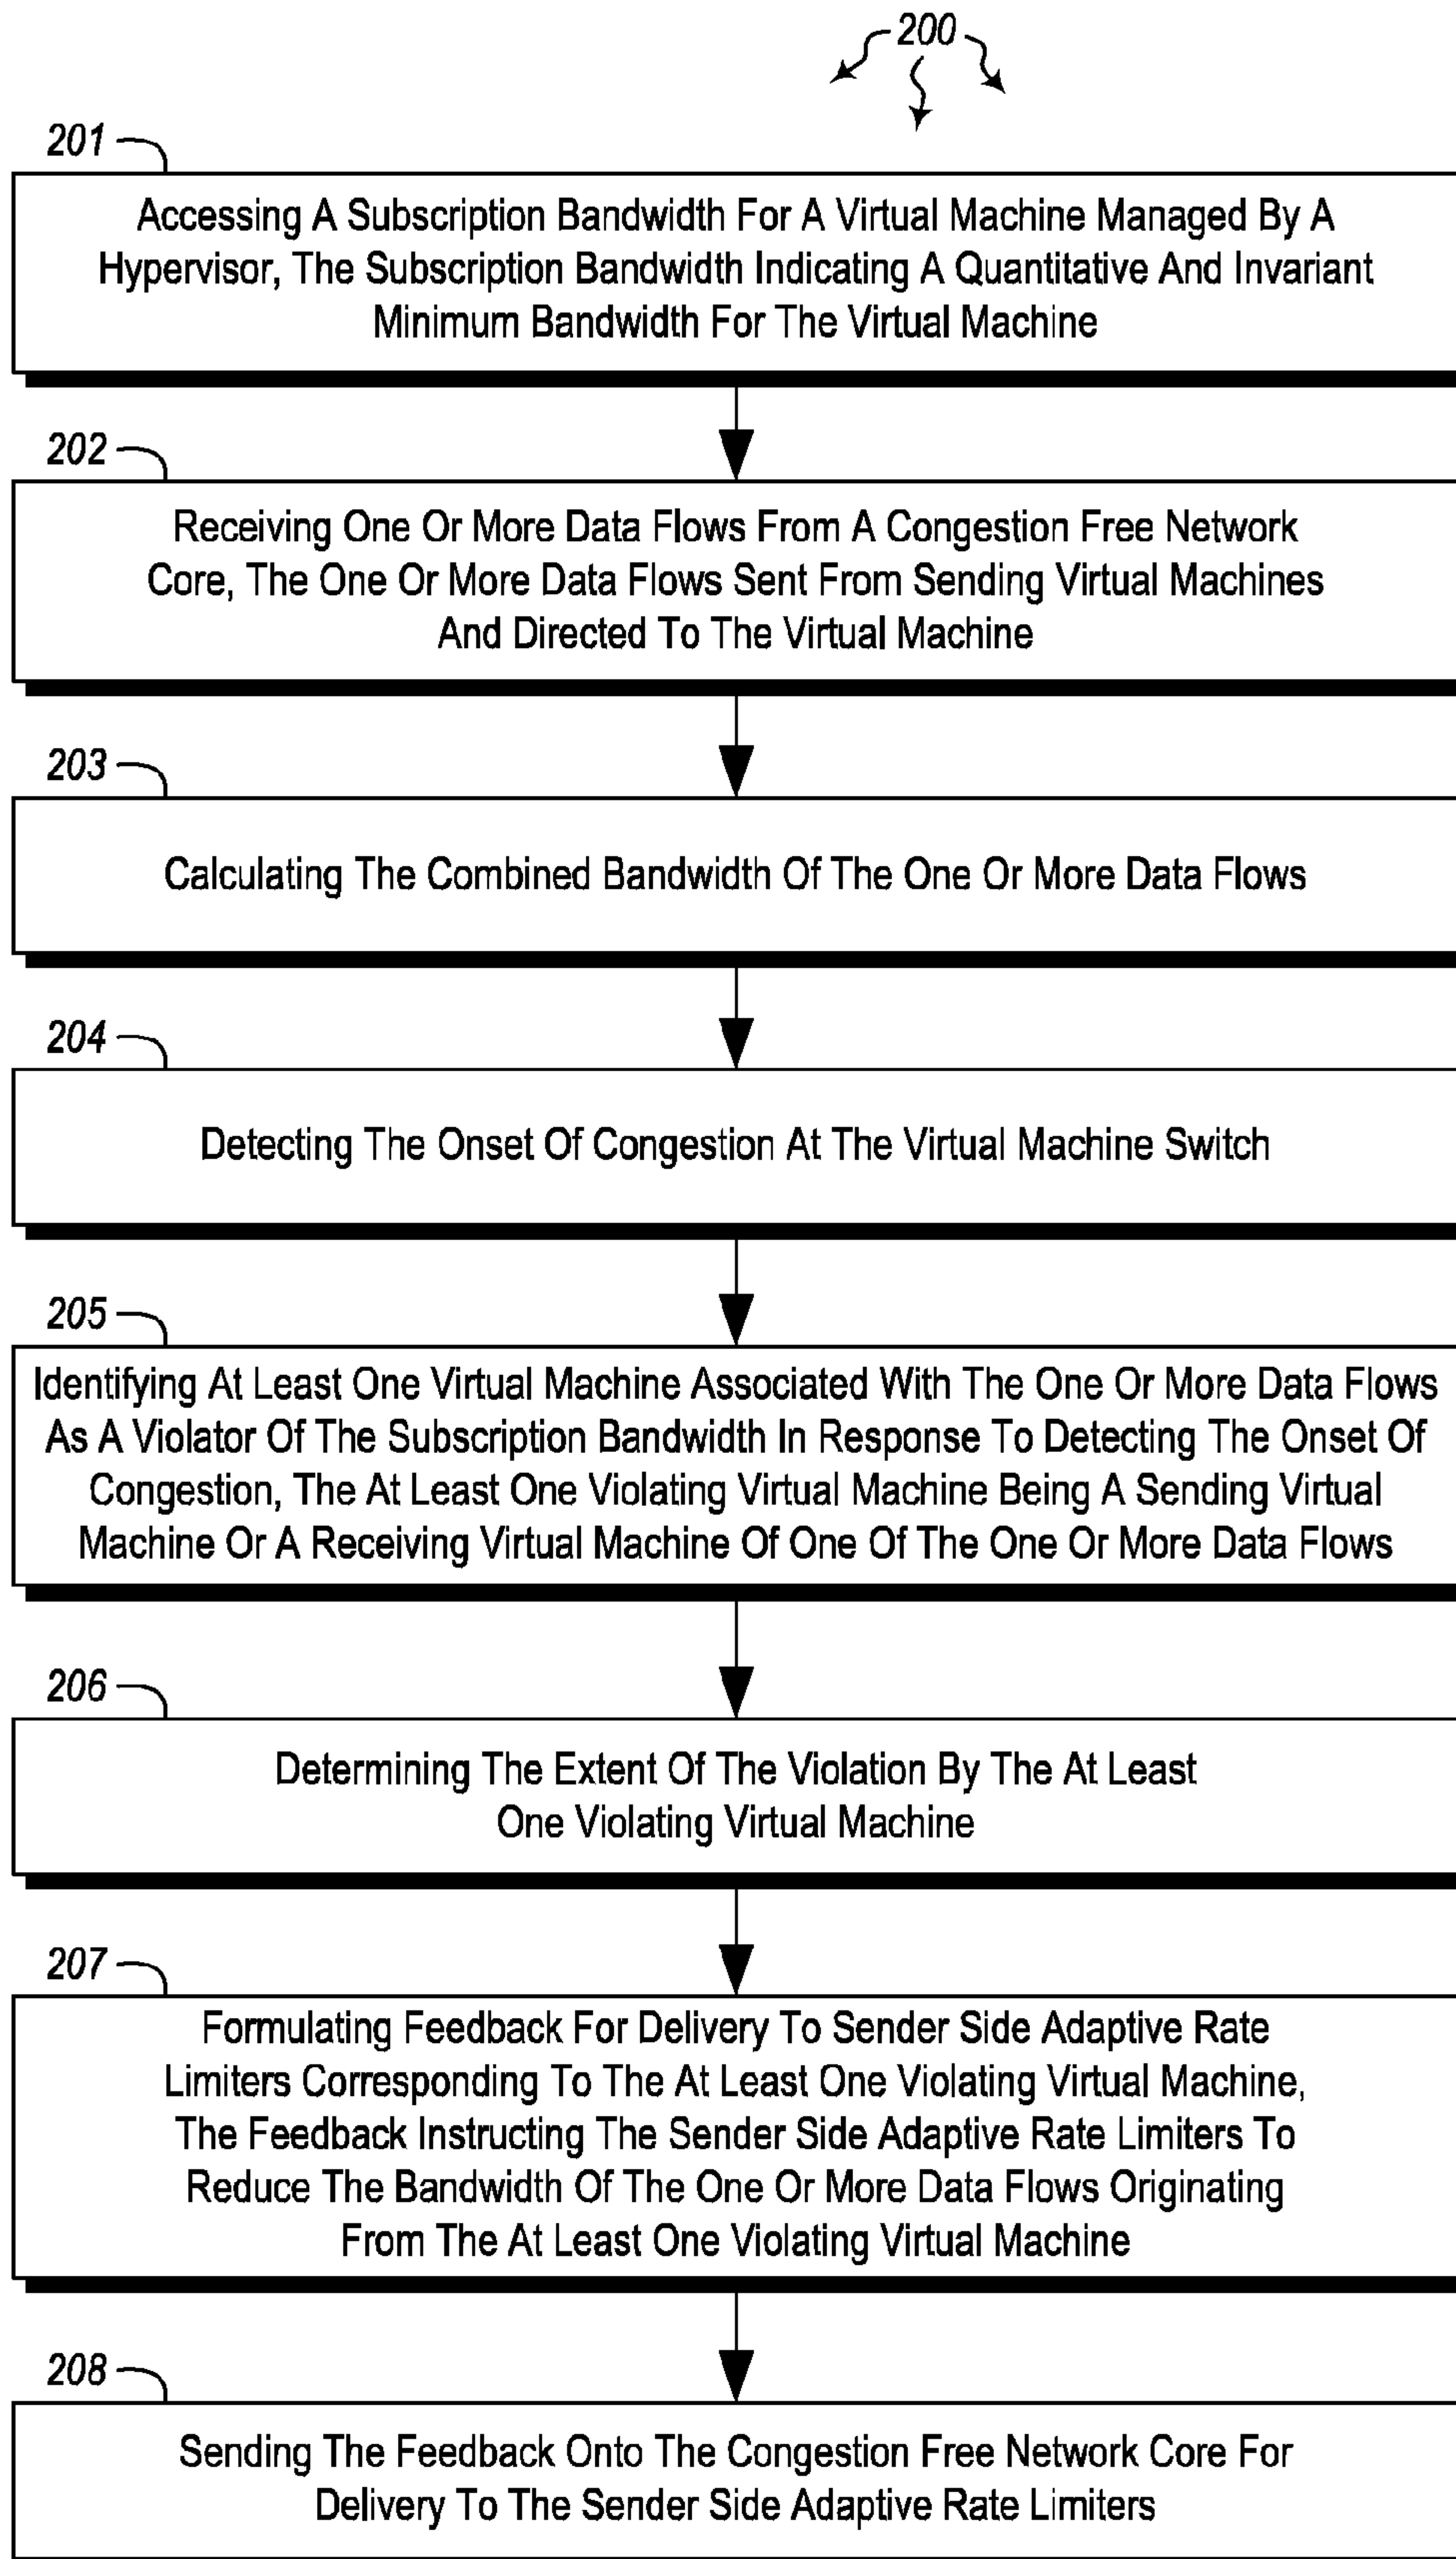 200
201
Accessing A Subscription Bandwidth For A Virtual Machine Managed By A
Hypervisor, The Subscription Bandwidth Indicating A Quantitative And Invariant
Minimum Bandwidth For The Virtual Machine
202
Receiving One Or More Data Flows From A Congestion Free Network
Core, The One Or More Data Flows Sent From Sending Virtual Machines
And Directed To The Virtual Machine
203
Calculating The Combined Bandwidth Of The One Or More Data Flows
204
Detecting The Onset Of Congestion At The Virtual Machine Switch
205
Identifying At Least One Virtual Machine Associated With The One Or More Data Flows
As A Violator Of The Subscription Bandwidth In Response To Detecting The Onset Of
Congestion, The At Least One Violating Virtual Machine Being A Sending Virtual
Machine Or A Receiving Virtual Machine Of One Of The One Or More Data Flows
206
Determining The Extent Of The Violation By The At Least
One Violating Virtual Machine
207
Formulating Feedback For Delivery To Sender Side Adaptive Rate
Limiters Corresponding To The At Least One Violating Virtual Machine,
The Feedback Instructing The Sender Side Adaptive Rate Limiters To
Reduce The Bandwidth Of The One Or More Data Flows Originating
From The At Least One Violating Virtual Machine
208
Sending The Feedback Onto The Congestion Free Network Core For
Delivery To The Sender Side Adaptive Rate Limiters